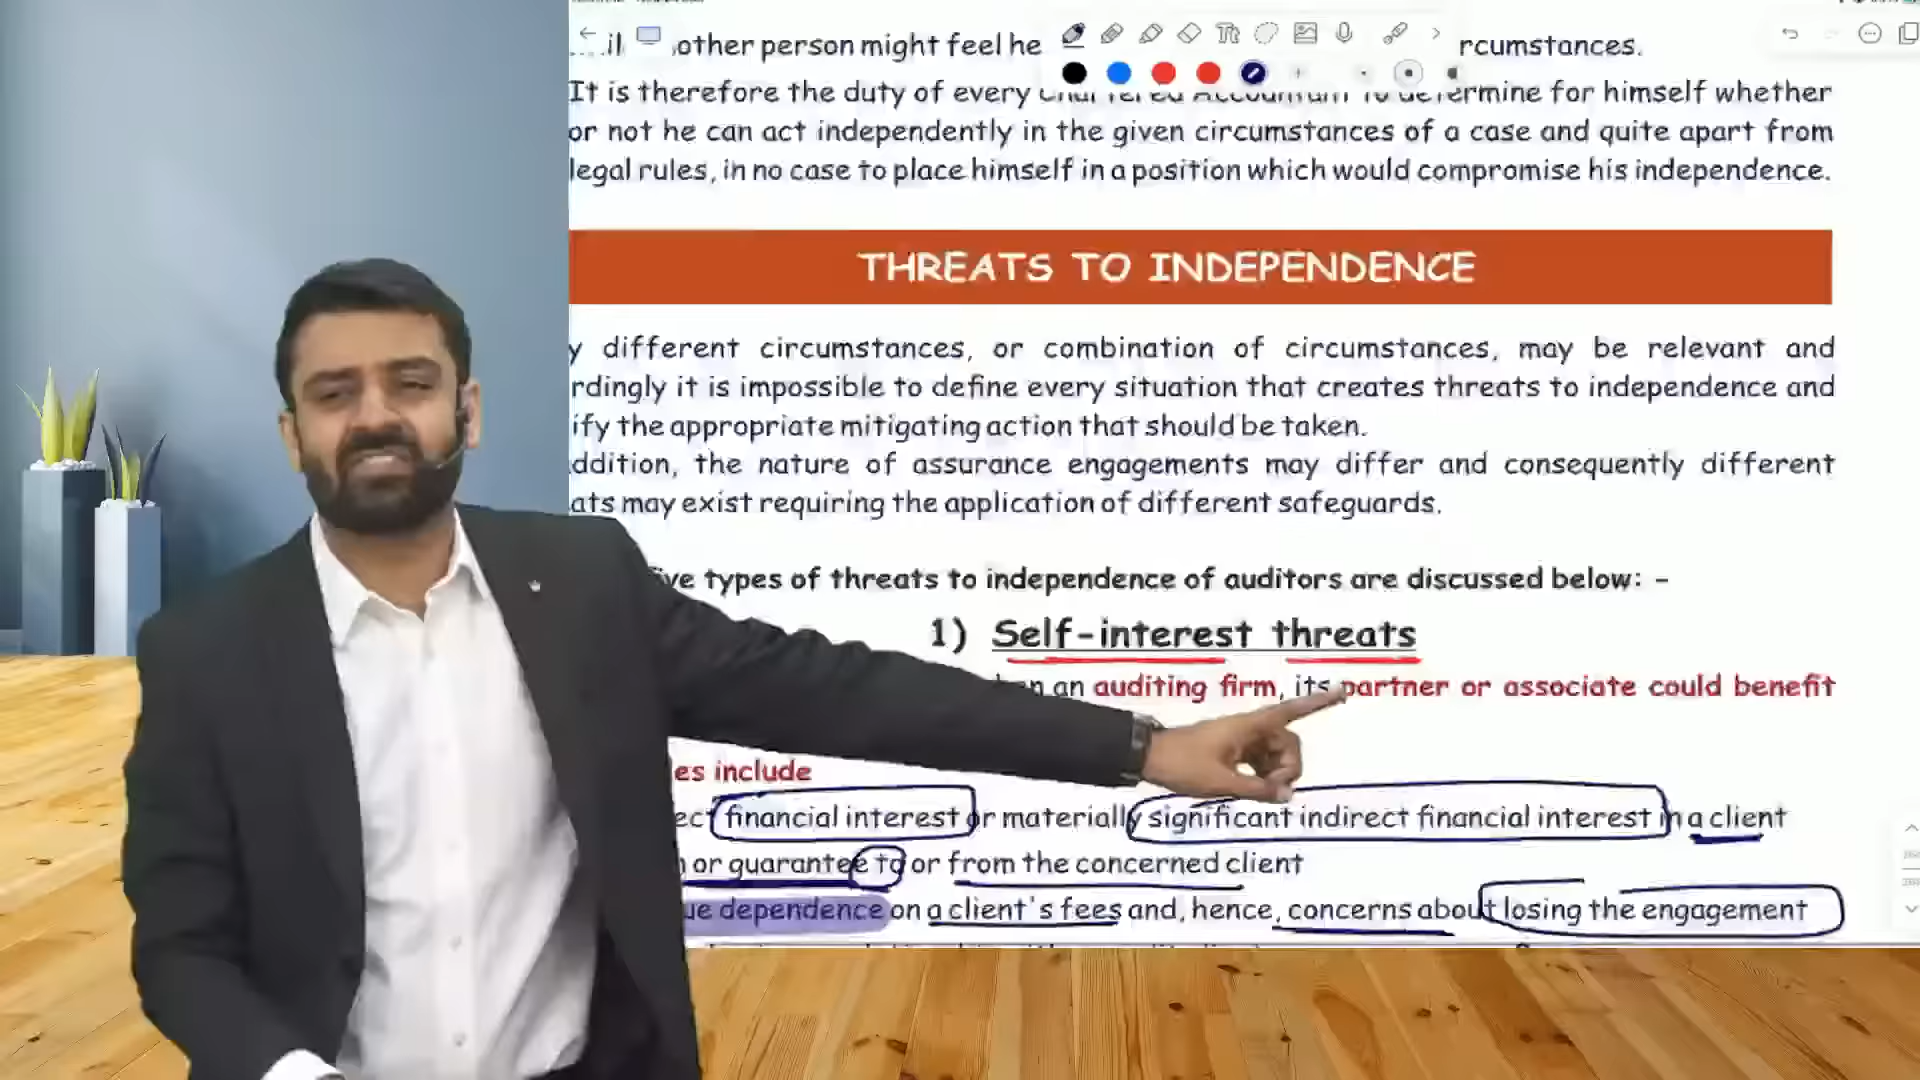 other person might feel he rcumstances.
It is therefore the duty of every Chartered Accountant to determine for himself whether
or not he can act independently in the given circumstances of a case and quite apart from
legal rules, in no case to place himself in a position which would compromise his independence.
THREATS TO INDEPENDENCE
y different circumstances, or combination of circumstances, may be relevant and
rdingly it is impossible to define every situation that creates threats to independence and
ify the appropriate mitigating action that should be taken.
ddition, the nature of assurance engagements may differ and consequently different
ats may exist requiring the application of different safeguards.
ive types of threats to independence of auditors are discussed below: -
1) Self-interest threats
an auditing firm, its partner or associate could benefit
es include
ect financial interest or materially significant indirect financial interest in a client
or guarantee to or from the concerned client
ue dependence on a client's fees and, hence, concerns about losing the engagement